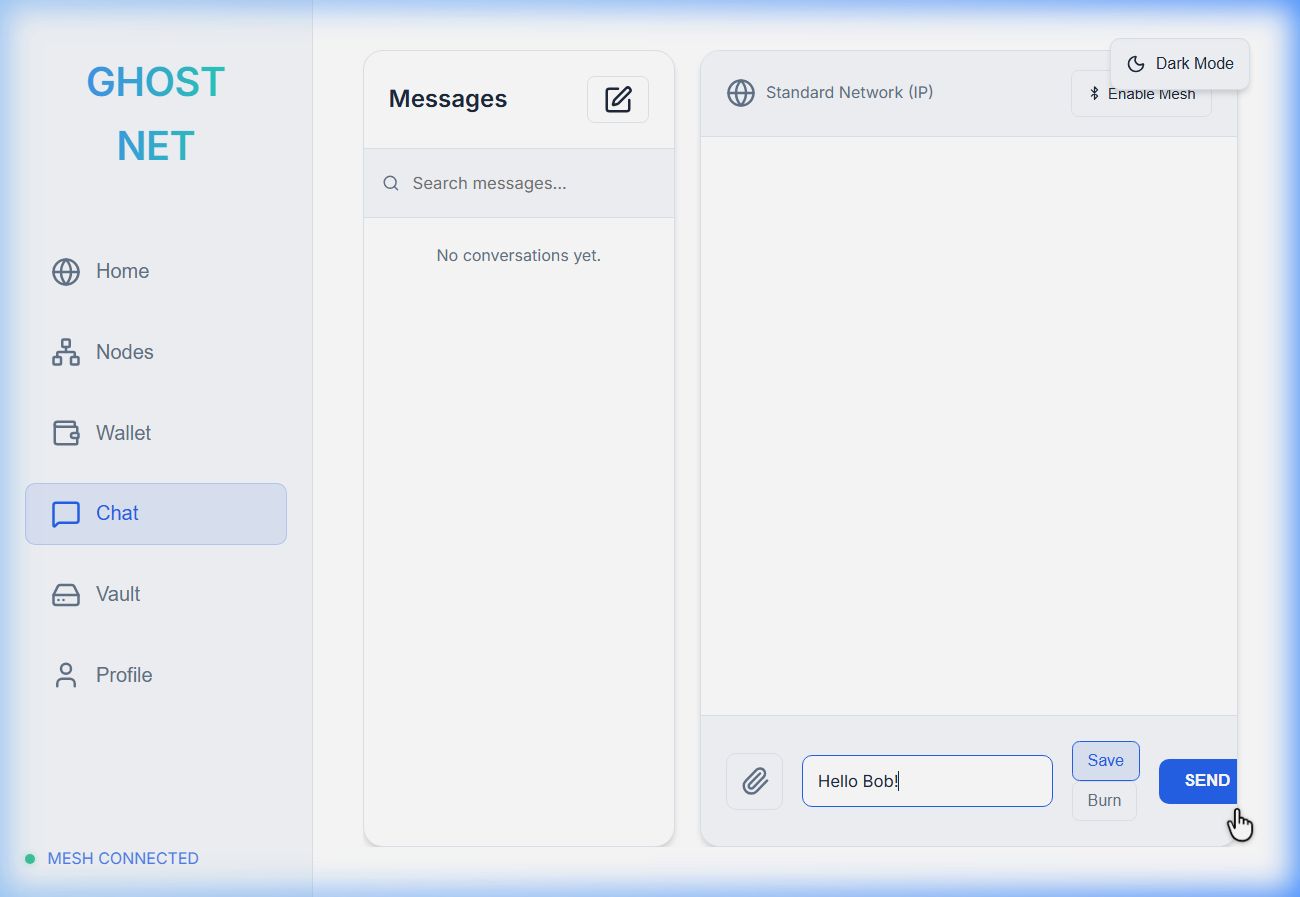 GHOST
NET
Home
Nodes
Wallet
Chat
Vault
Profile
MESH CONNECTED
Messages
Search messages...
No conversations yet.
Standard Network (IP)
Dark Mode
Enable Mesh
Hello Bob!
Save
Burn
SEND